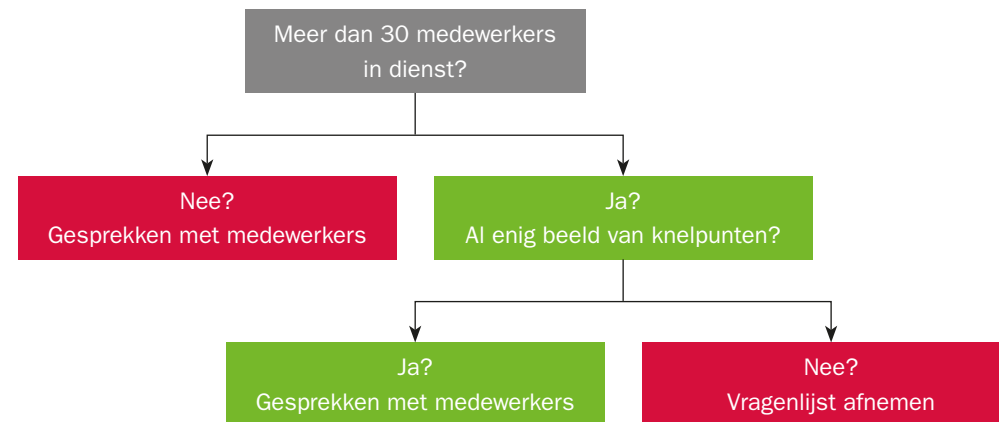 Meer dan 30 medewerkers
in dienst?
Nee?
Gesprekken met medewerkers
Ja?
Al enig beeld van knelpunten?
Ja?
Gesprekken met medewerkers
Nee?
Vragenlijst afnemen